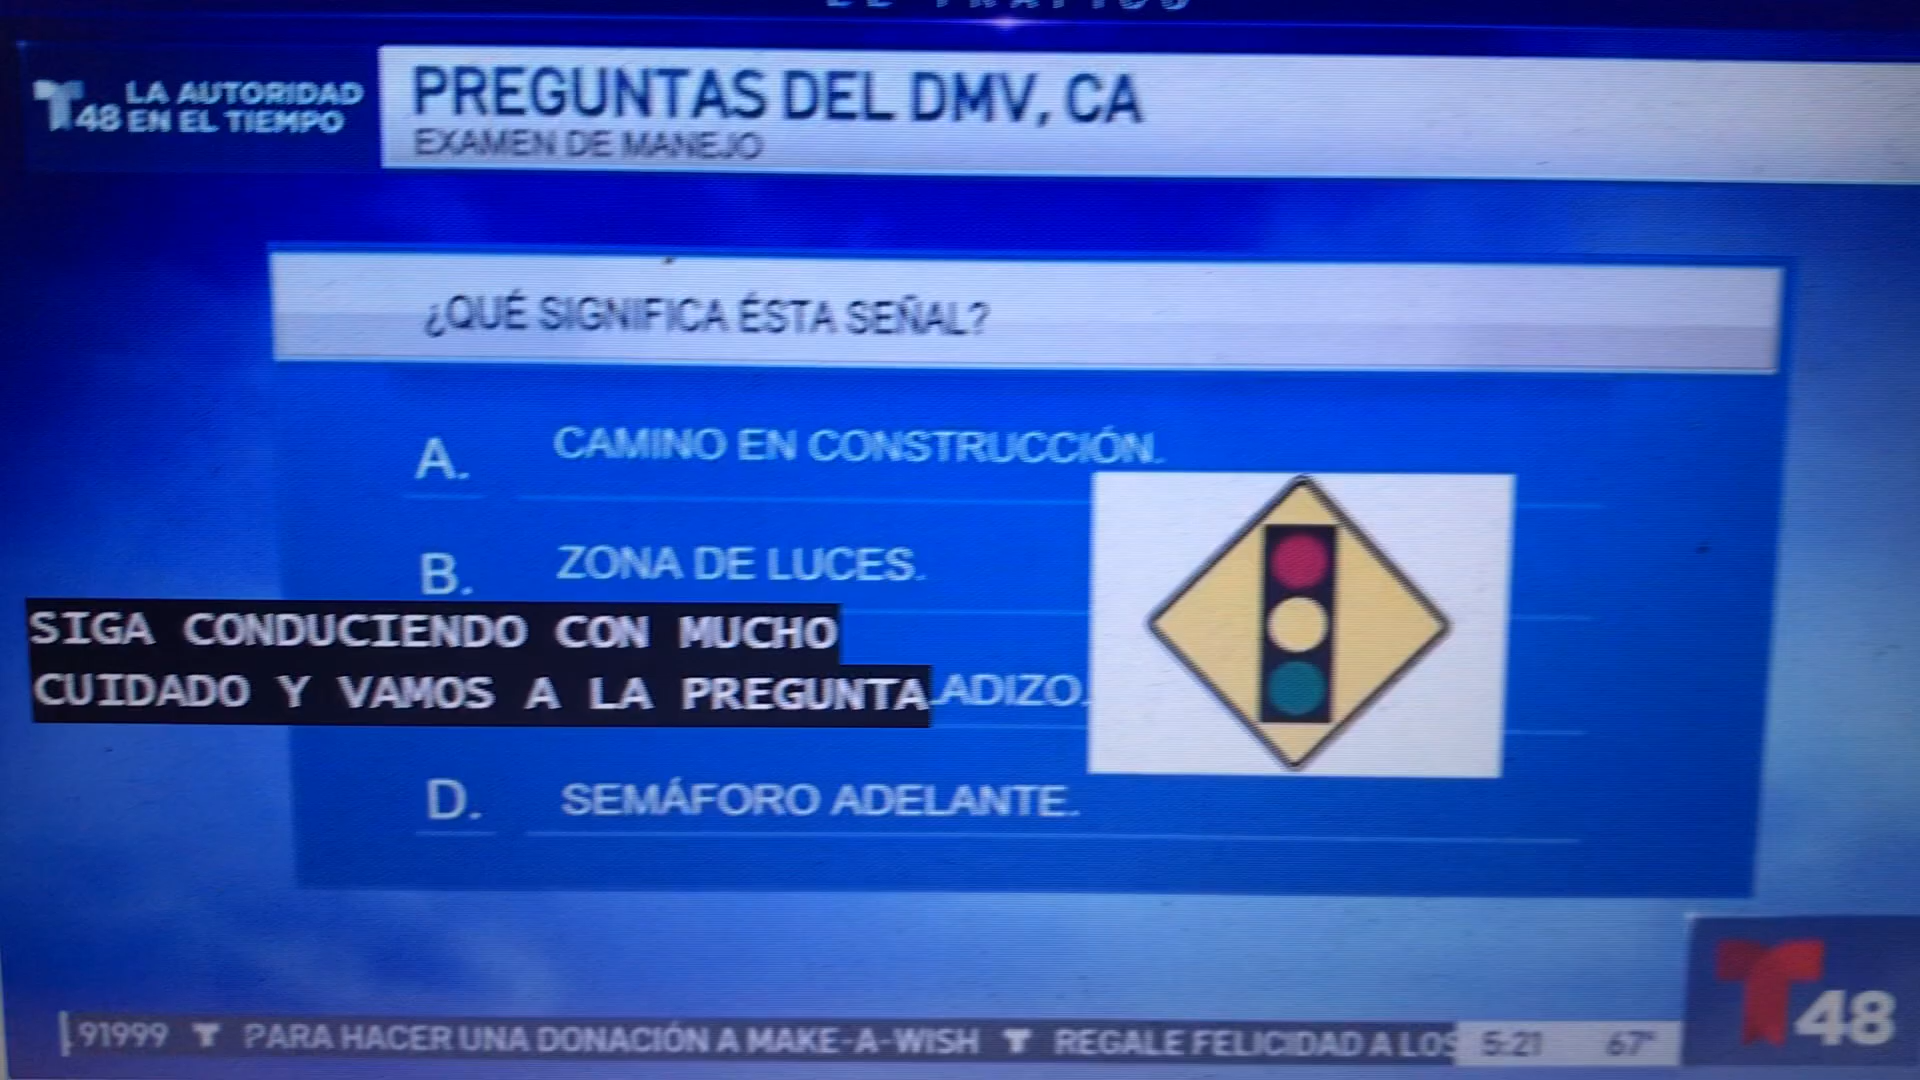 LA AUTORIDAD
48 EN EL TIEMPO
PREGUNTAS DEL DMV, CA
EXAMEN DE MANEJO
¿QUÉ SIGNIFICA ÉSTA SEÑAL?
A. CAMINO EN CONSTRUCCIÓN.
B. ZONA DE LUCES.
SIGA CONDUCIENDO CON MUCHO
CUIDADO Y VAMOS A LA PREGUNTA
D. SEMÁFORO ADELANTE.
91999 PARA HACER UNA DONACIÓN A MAKE-A-WISH REGALE FELICIDAD A LOS 5:21 67°
48